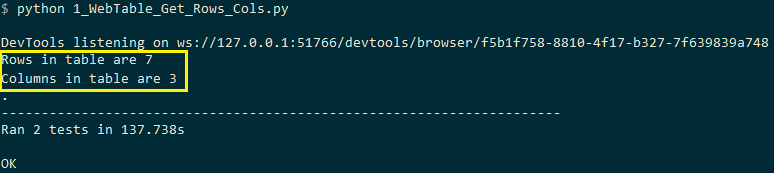 $ python 1_WebTable_Get_Rows_Cols.py
DevTools listening on ws://127.0.0.1:51766/devtools/browser/f5b1f758-8810-4f17-b327-7f639839a748
Rows in table are 7
Columns in table are 3
.
----------------------------------------------------------------------
Ran 2 tests in 137.738s
OK